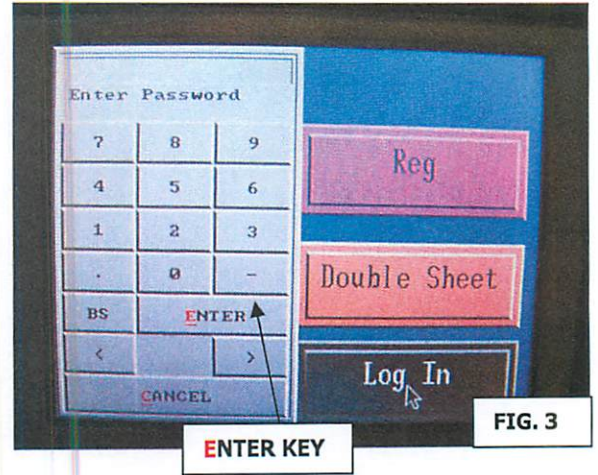 Enter Password
7 8 9
4 5 6
1 2 3
. 0 -
BS ENTER
< >
CANCEL
Reg
Double Sheet
Log In
FIG. 3
ENTER KEY